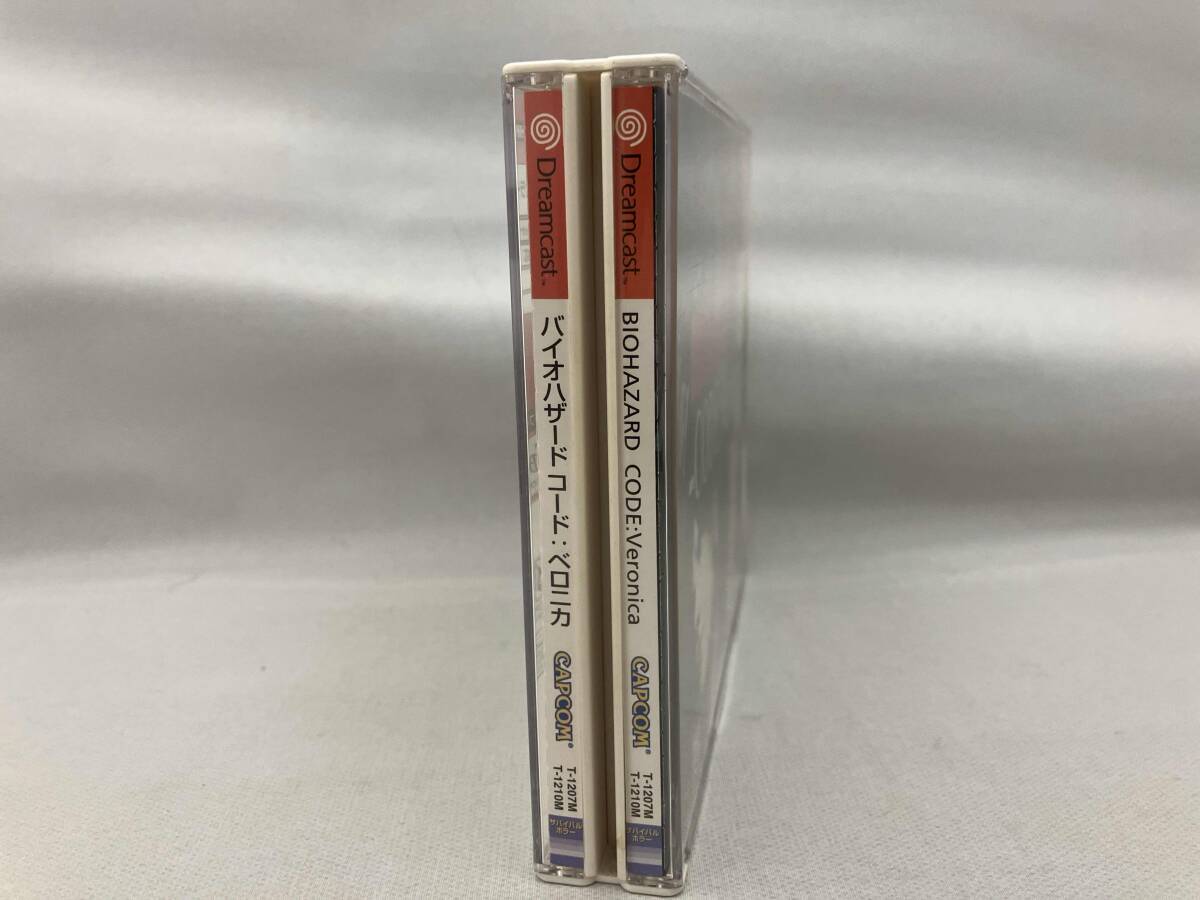 Dreamcast™
バイオハザード コード:ベロニカ
CAPCOM®
T-1207M
T-1210M
サバイバル
ホラー
Dreamcast™
BIOHAZARD CODE:Veronica
CAPCOM®
T-1207M
T-1210M
サバイバル
ホラー